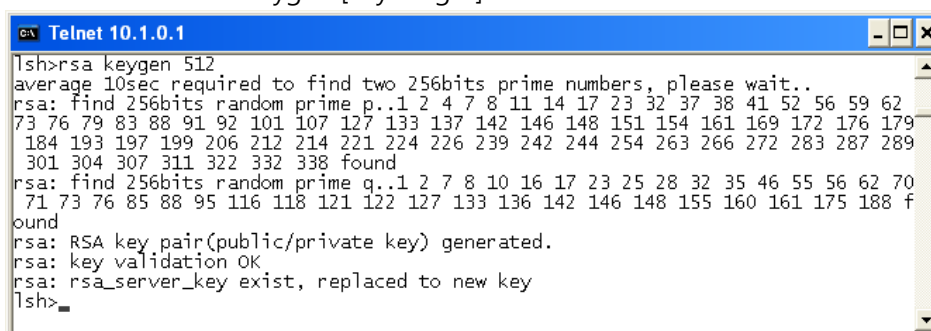 Telnet 10.1.0.1
lsh>rsa keygen 512
average 10sec required to find two 256bits prime numbers, please wait..
rsa: find 256bits random prime p..1 2 4 7 8 11 14 17 23 32 37 38 41 52 56 59 62
73 76 79 83 88 91 92 101 107 127 133 137 142 146 148 151 154 161 169 172 176 179
184 193 197 199 206 212 214 221 224 226 239 242 244 254 263 266 272 283 287 289
301 304 307 311 322 332 338 found
rsa: find 256bits random prime q..1 2 7 8 10 16 17 23 25 28 32 35 46 55 56 62 70
71 73 76 85 88 95 116 118 121 122 127 133 136 142 146 148 155 160 161 175 188 f
ound
rsa: RSA key pair(public/private key) generated.
rsa: key validation OK
rsa: rsa_server_key exist, replaced to new key
lsh>